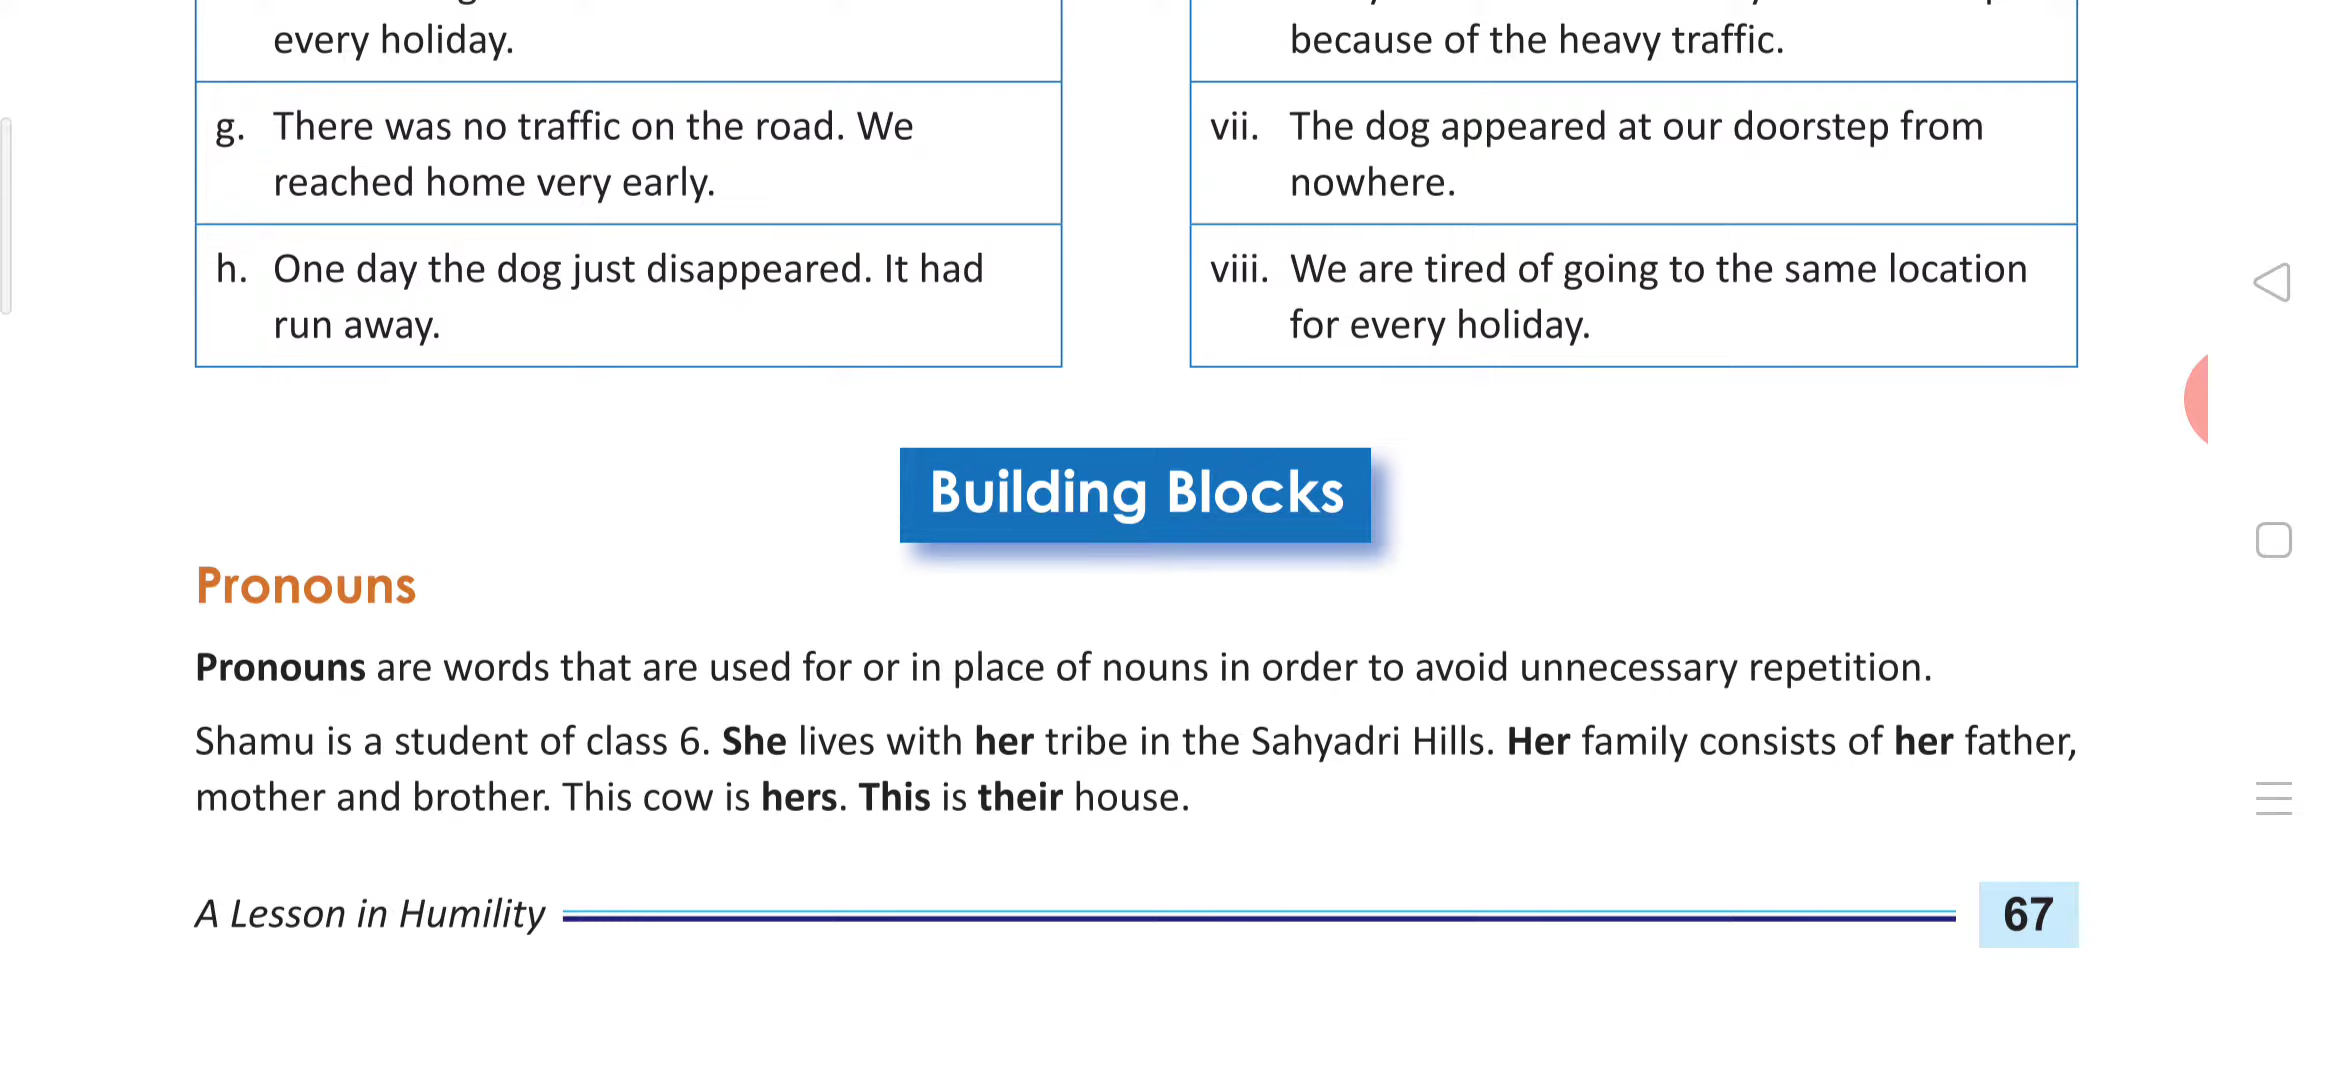 every holiday.
because of the heavy traffic.
g. There was no traffic on the road. We
reached home very early.
vii. The dog appeared at our doorstep from
nowhere.
h. One day the dog just disappeared. It had
run away.
viii. We are tired of going to the same location
for every holiday.
Building Blocks
Pronouns
Pronouns are words that are used for or in place of nouns in order to avoid unnecessary repetition.
Shamu is a student of class 6. She lives with her tribe in the Sahyadri Hills. Her family consists of her father,
mother and brother. This cow is hers. This is their house.
A Lesson in Humility
67